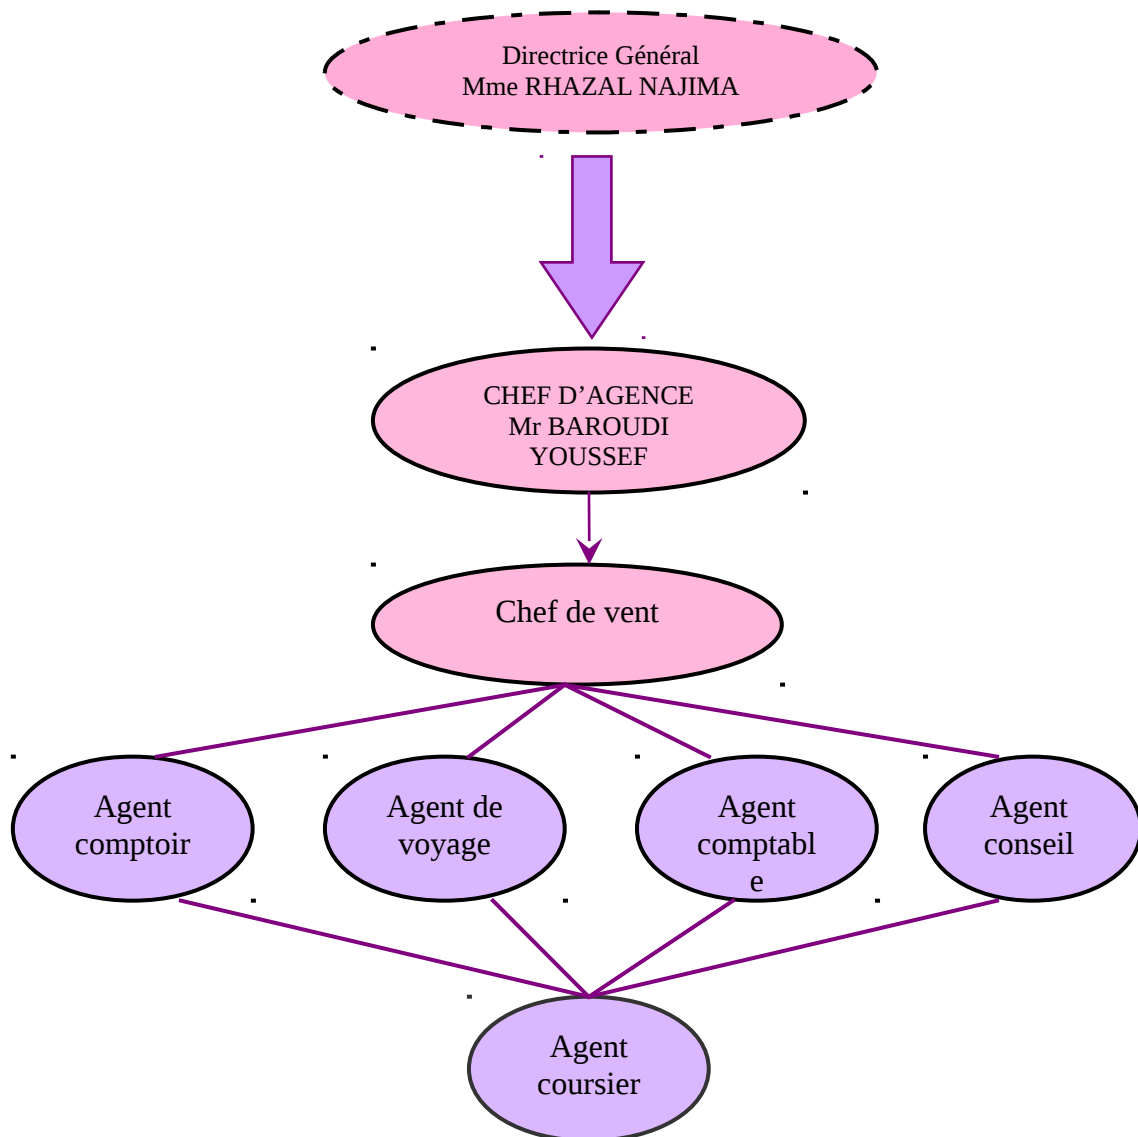 Directrice Général
Mme RHAZAL NAJIMA
CHEF D’AGENCE
Mr BAROUDI
YOUSSEF
Chef de vent
Agent
comptoir
Agent de
voyage
Agent
comptabl
e
Agent
conseil
Agent
coursier